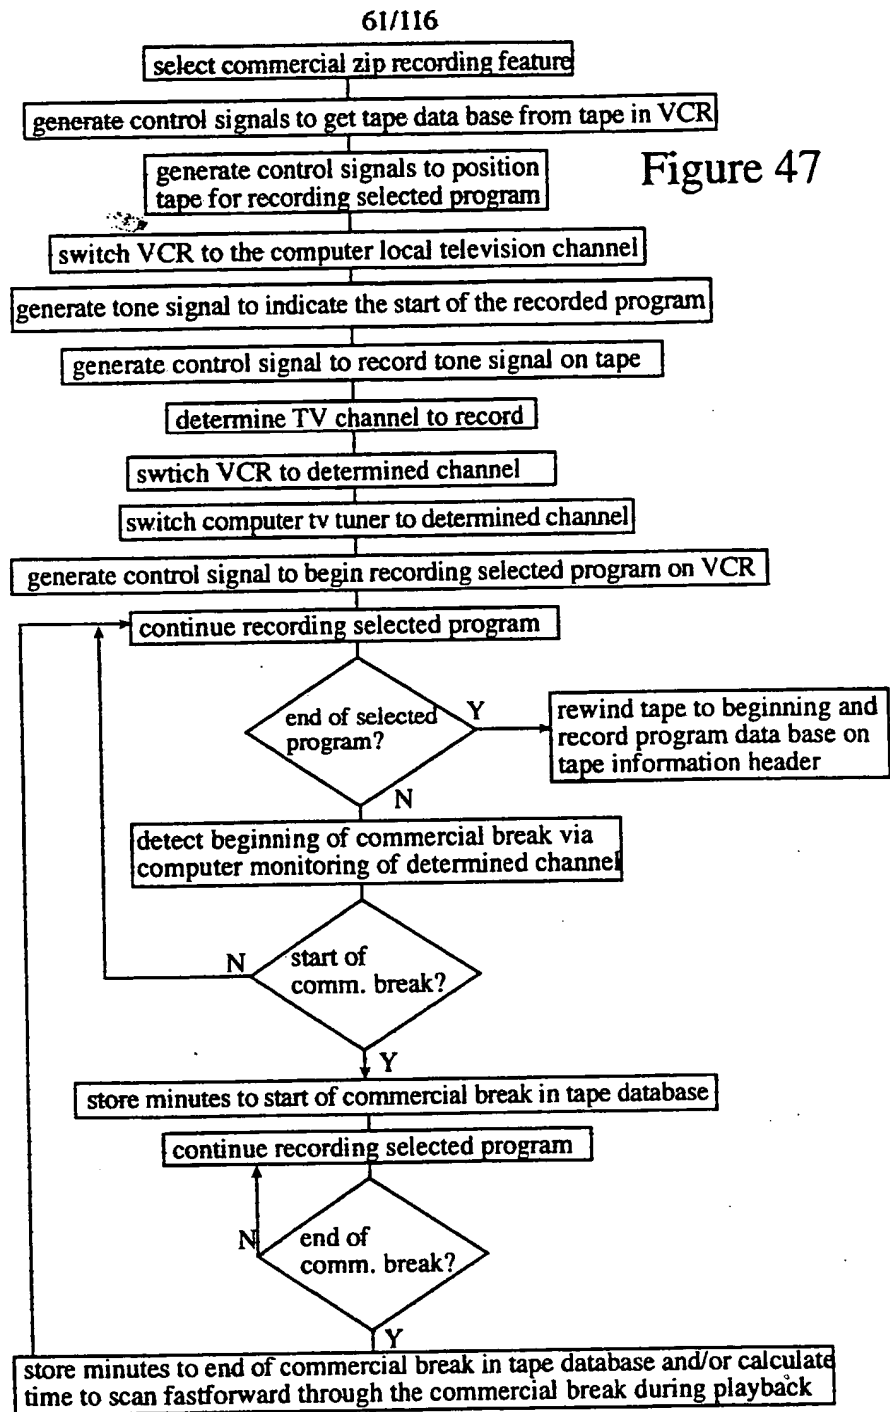 61/116
select commercial zip recording feature
generate control signals to get tape data base from tape in VCR
Figure 47
generate control signals to position
tape for recording selected program
switch VCR to the computer local television channel
generate tone signal to indicate the start of the recorded program
generate control signal to record tone signal on tape
determine TV channel to record
swtich VCR to determined channel
switch computer tv tuner to determined channel
generate control signal to begin recording selected program on VCR
continue recording selected program
end of selected
program?
Y
rewind tape to beginning and
record program data base on
tape information header
N
detect beginning of commercial break via
computer monitoring of determined channel
N
start of
comm. break?
Y
store minutes to start of commercial break in tape database
continue recording selected program
N
end of
comm. break?
Y
store minutes to end of commercial break in tape database and/or calculate
time to scan fastforward through the commercial break during playback